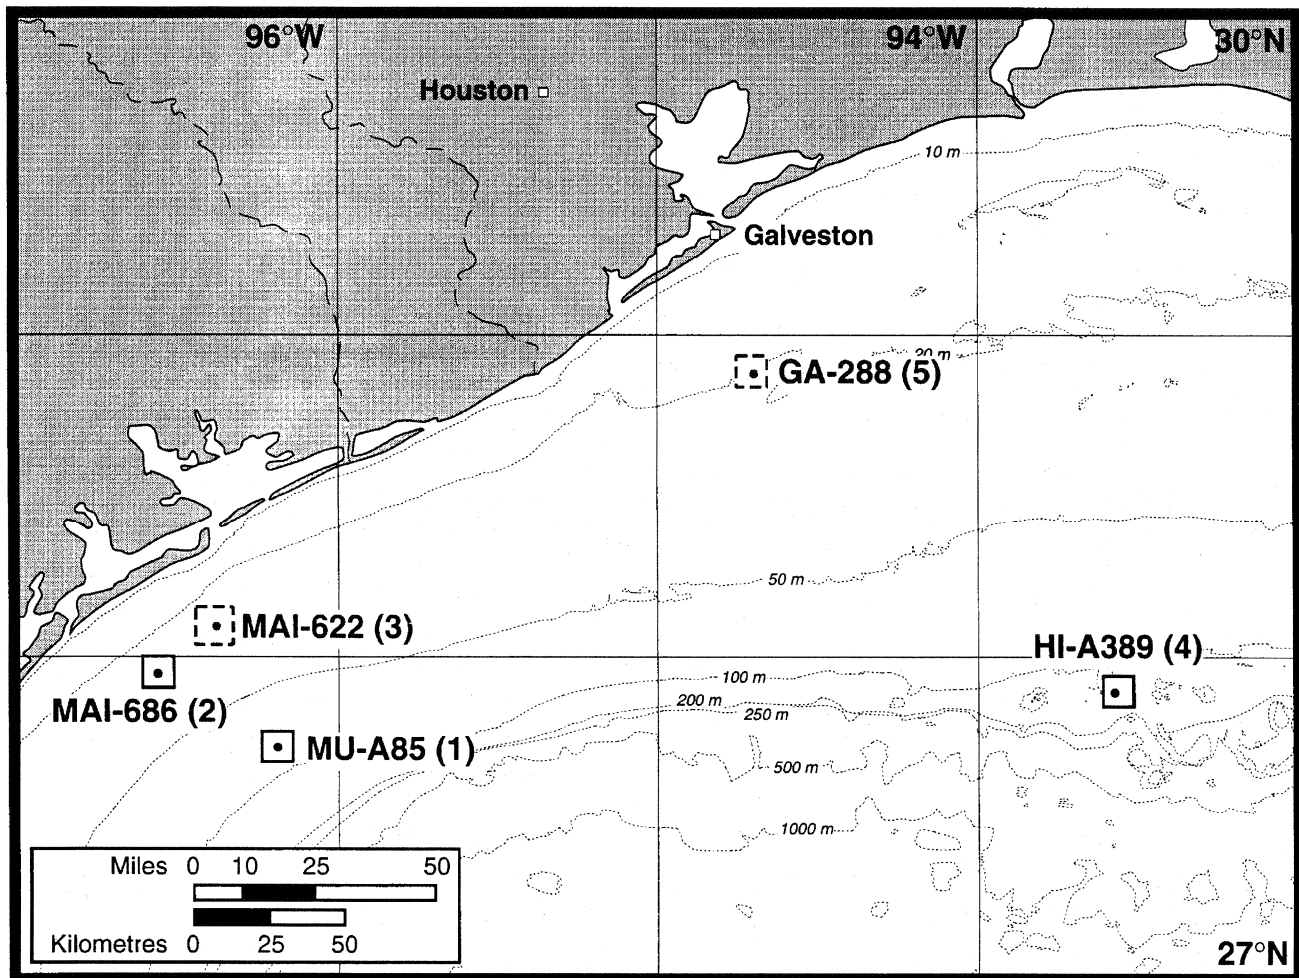 96°W
94°W
30°N
Houston
10 m
Galveston
20 m
GA-288 (5)
50 m
MAI-622 (3)
HI-A389 (4)
MAI-686 (2)
100 m
200 m
250 m
MU-A85 (1)
500 m
1000 m
Miles 0 10 25 50
Kilometres 0 25 50
27°N